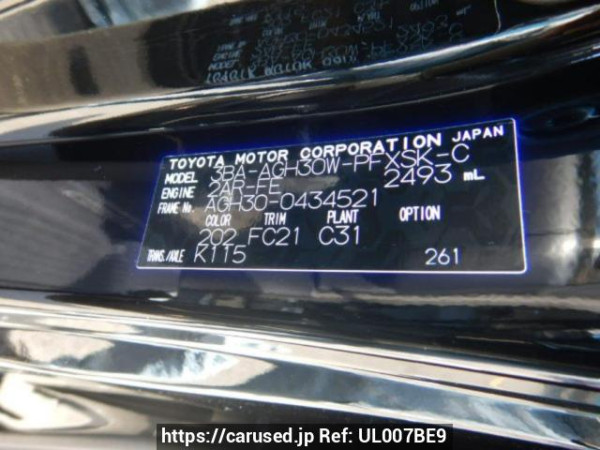 TOYOTA MOTOR CORPORATION JAPAN
MODEL 3BA-AGH30W-PFXSK-C
ENGINE 2AR-FE 2493 mL
FRAME No. AGH30-0434521
COLOR TRIM PLANT OPTION
202 FC21 C31
TRANS./AXLE K115 261
https://carused.jp Ref: UL007BE9